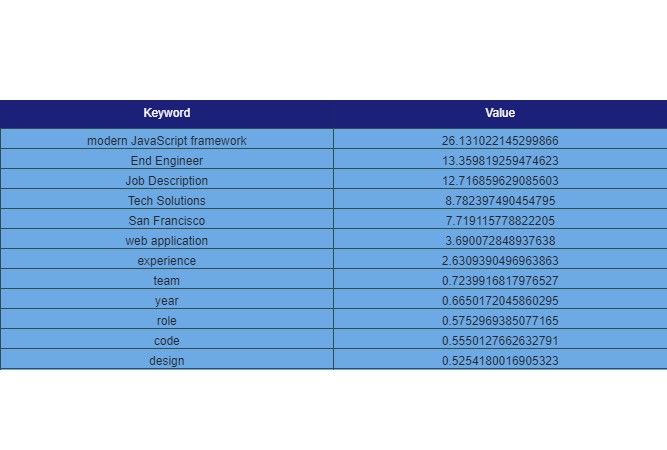 Keyword Value
modern JavaScript framework 26.131022145299866
End Engineer 13.359819259474623
Job Description 12.716859629085603
Tech Solutions 8.782397490454795
San Francisco 7.719115778822205
web application 3.690072848937638
experience 2.6309390496963863
team 0.7239916817976527
year 0.6650172045860295
role 0.5752969385077165
code 0.5550127662632791
design 0.5254180016905323